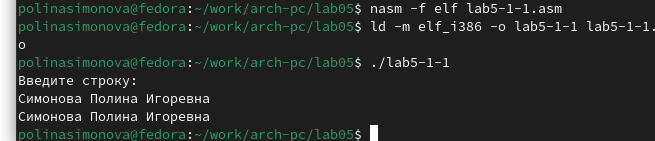 polinasimonova@fedora:~/work/arch-pc/lab05$ nasm -f elf lab5-1-1.asm
polinasimonova@fedora:~/work/arch-pc/lab05$ ld -m elf_i386 -o lab5-1-1 lab5-1-1.
o
polinasimonova@fedora:~/work/arch-pc/lab05$ ./lab5-1-1
Введите строку:
Симонова Полина Игоревна
Симонова Полина Игоревна
polinasimonova@fedora:~/work/arch-pc/lab05$